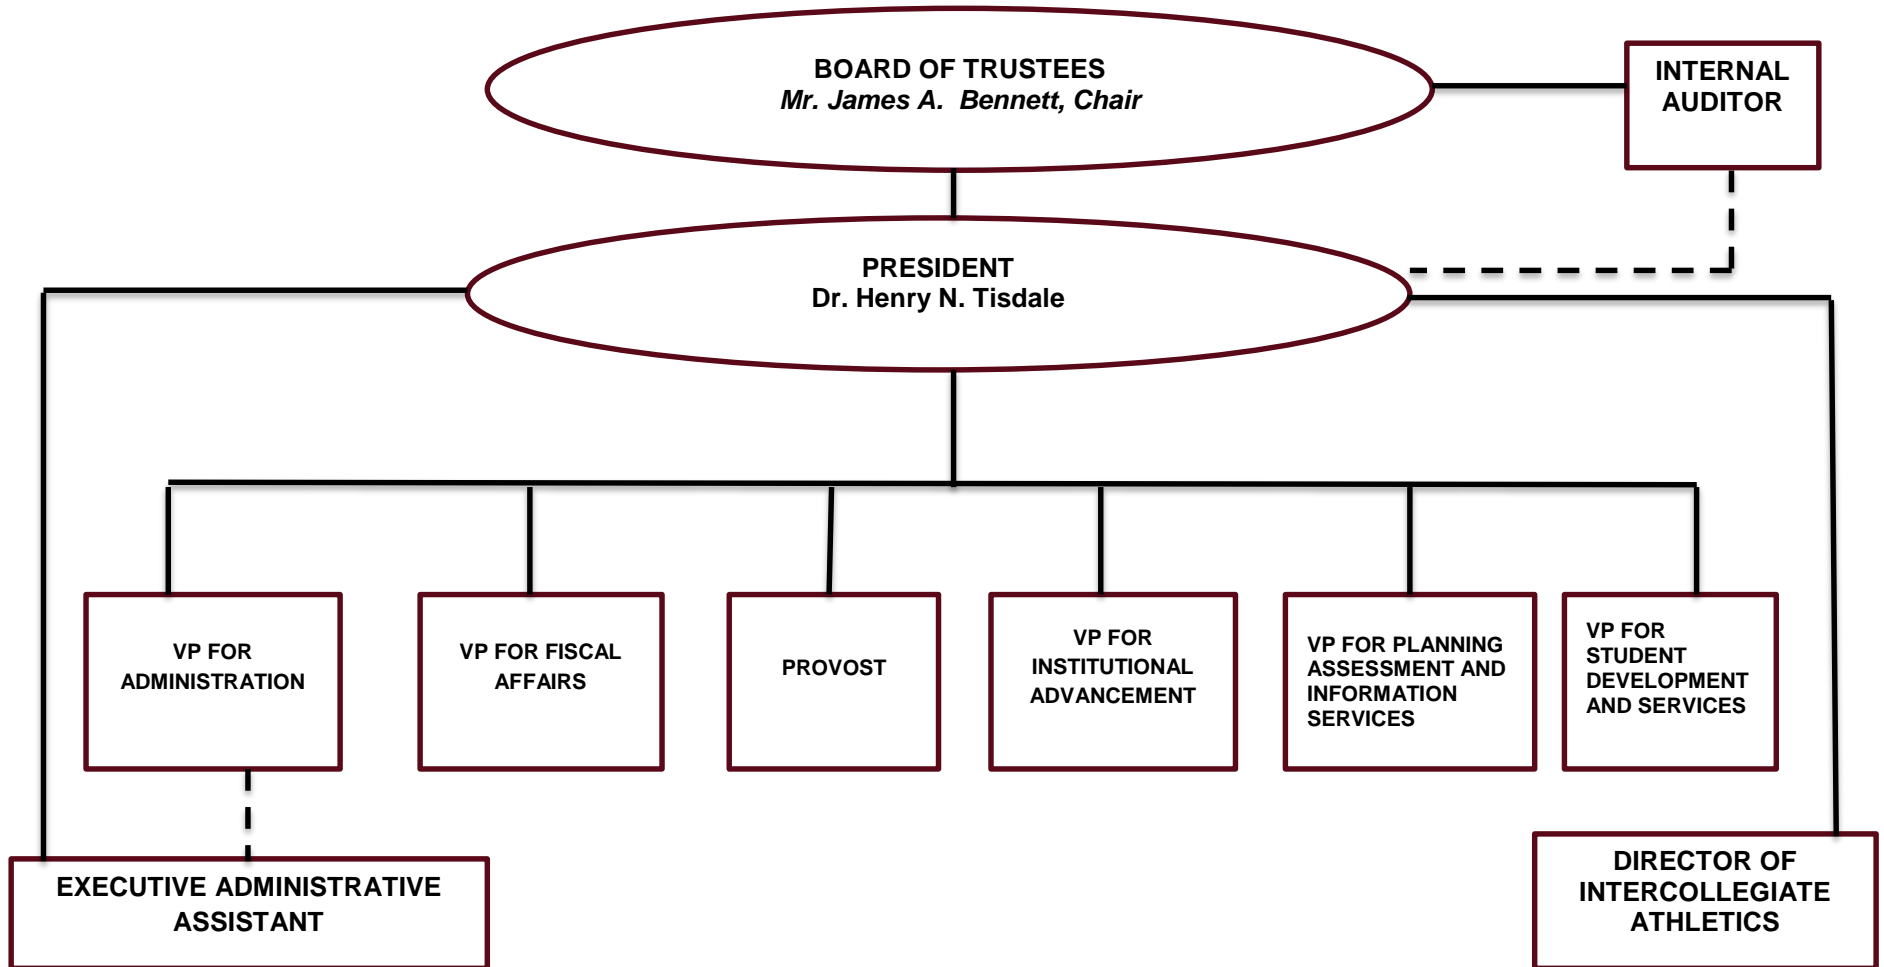 BOARD OF TRUSTEES
Mr. James A. Bennett, Chair
INTERNAL
AUDITOR
PRESIDENT
Dr. Henry N. Tisdale
VP FOR
ADMINISTRATION
VP FOR FISCAL
AFFAIRS
PROVOST
VP FOR
INSTITUTIONAL
ADVANCEMENT
VP FOR PLANNING
ASSESSMENT AND
INFORMATION
SERVICES
VP FOR
STUDENT
DEVELOPMENT
AND SERVICES
EXECUTIVE ADMINISTRATIVE
ASSISTANT
DIRECTOR OF
INTERCOLLEGIATE
ATHLETICS